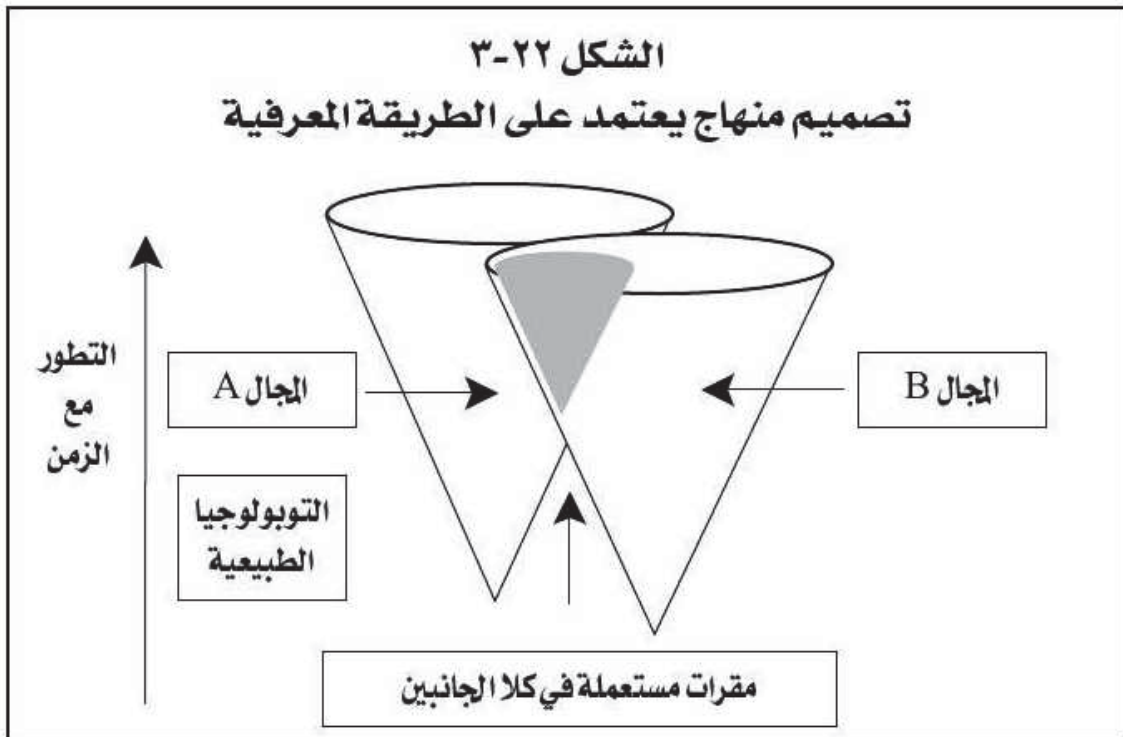 الشكل ٢٢-٣
تصميم منهاج يعتمد على الطريقة المعرفية
التطور
مع
الزمن
المجال A
المجال B
التوبولوجيا
الطبيعية
مقرات مستعملة في كلا الجانبين